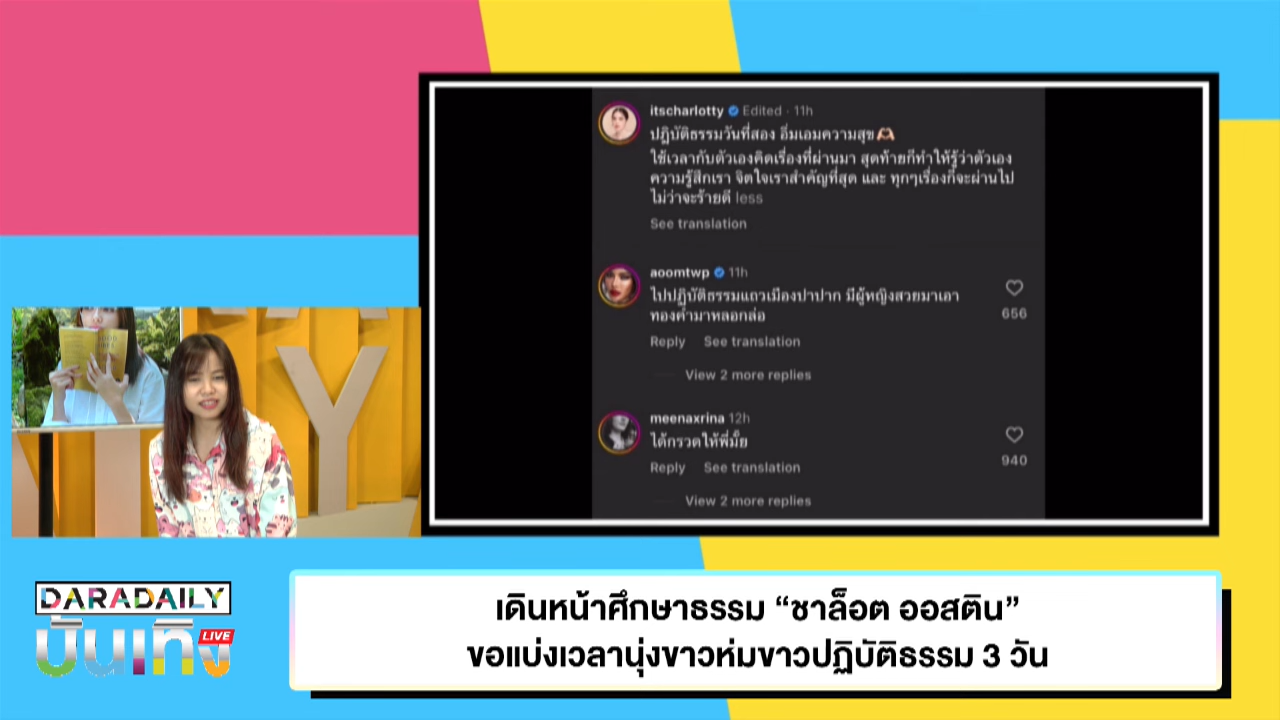 itscharlotty Edited · 11h
ปฏิบัติธรรมวันที่สอง อิ่มเอมความสุข🫶🏻
ใช้เวลากับตัวเองคิดเรื่องที่ผ่านมา สุดท้ายก็ทำให้รู้ว่าตัวเอง
ความรู้สึกเรา จิตใจเราสำคัญที่สุด และ ทุกๆเรื่องก็จะผ่านไป
ไม่ว่าจะร้ายดี less
See translation
aoomtwp 11h
ไปปฏิบัติธรรมแถวเมืองปาปาก มีผู้หญิงสวยมาเอา
ทองคำมาหลอกล่อ
656
Reply See translation
View 2 more replies
meenaxrina 12h
ได้กรวดให้พี่มั้ย
940
Reply See translation
View 2 more replies
Y
DARADAILY
บันเทิง LIVE
เดินหน้าศึกษาธรรม “ชาล็อต ออสติน”
ขอแบ่งเวลานุ่งขาวห่มขาวปฏิบัติธรรม 3 วัน